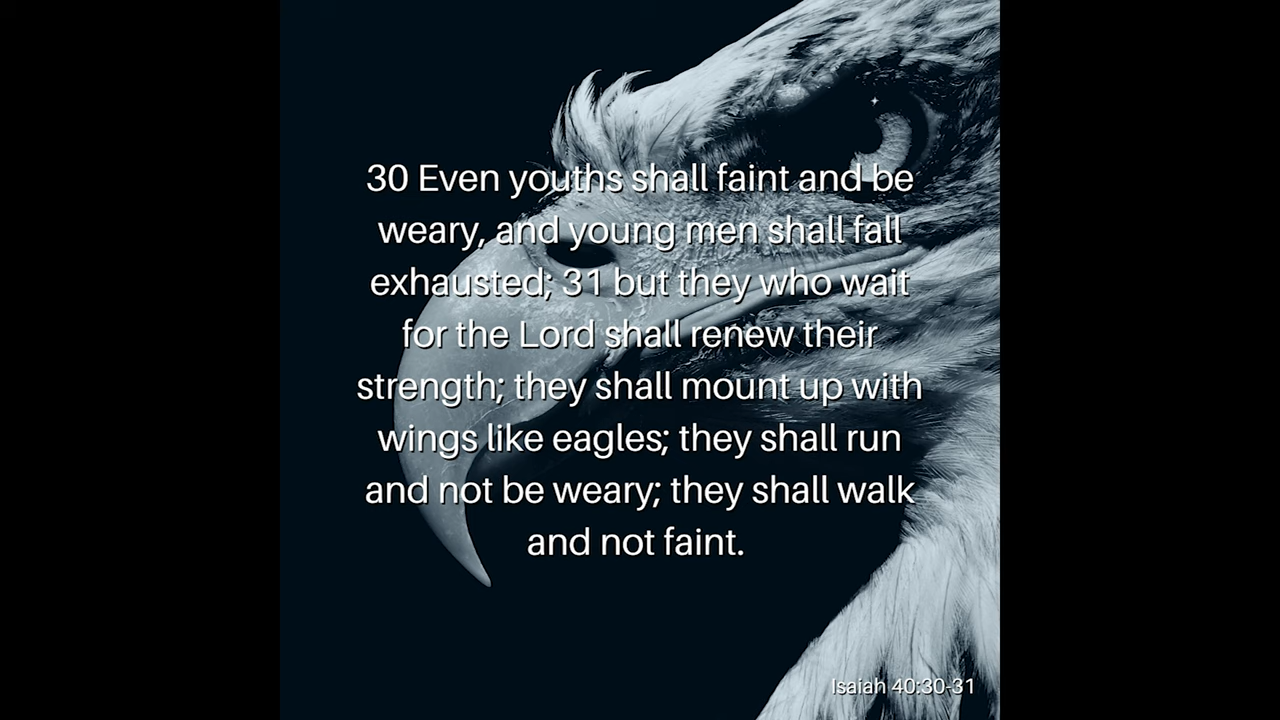 30 Even youths shall faint and be
weary, and young men shall fall
exhausted; 31 but they who wait
for the Lord shall renew their
strength; they shall mount up with
wings like eagles; they shall run
and not be weary; they shall walk
and not faint.
Isaiah 40:30-31